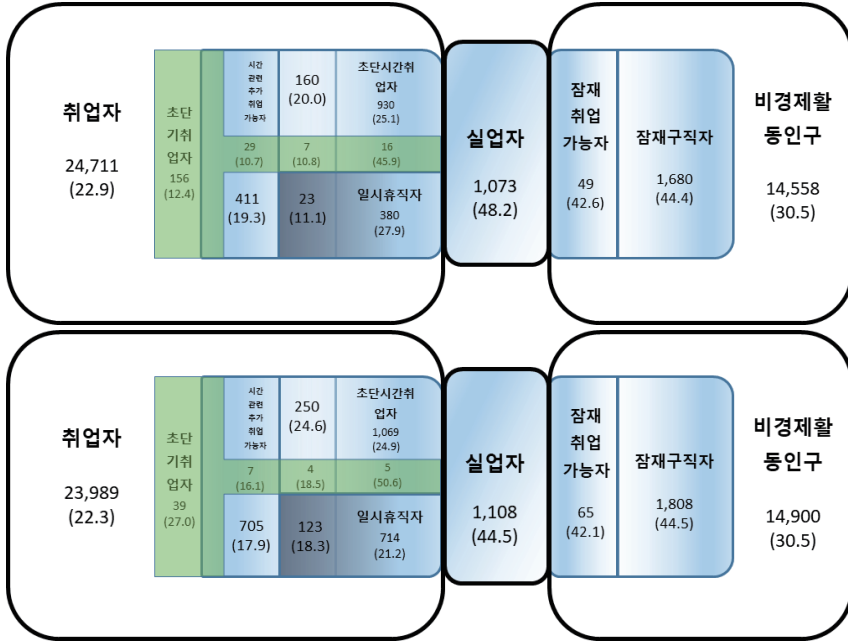 취업자
24,711
(22.9)
초단
기취
업자
156
(12.4)
시간
관련
추가
취업
가능자
160
(20.0)
초단시간취
업자
930
(25.1)
29
(10.7)
7
(10.8)
16
(45.9)
411
(19.3)
23
(11.1)
일시휴직자
380
(27.9)
실업자
1,073
(48.2)
잠재
취업
가능자
49
(42.6)
잠재구직자
1,680
(44.4)
비경제활
동인구
14,558
(30.5)
취업자
23,989
(22.3)
초단
기취
업자
39
(27.0)
시간
관련
추가
취업
가능자
250
(24.6)
초단시간취
업자
1,069
(24.9)
7
(16.1)
4
(18.5)
5
(50.6)
705
(17.9)
123
(18.3)
일시휴직자
714
(21.2)
실업자
1,108
(44.5)
잠재
취업
가능자
65
(42.1)
잠재구직자
1,808
(44.5)
비경제활
동인구
14,900
(30.5)